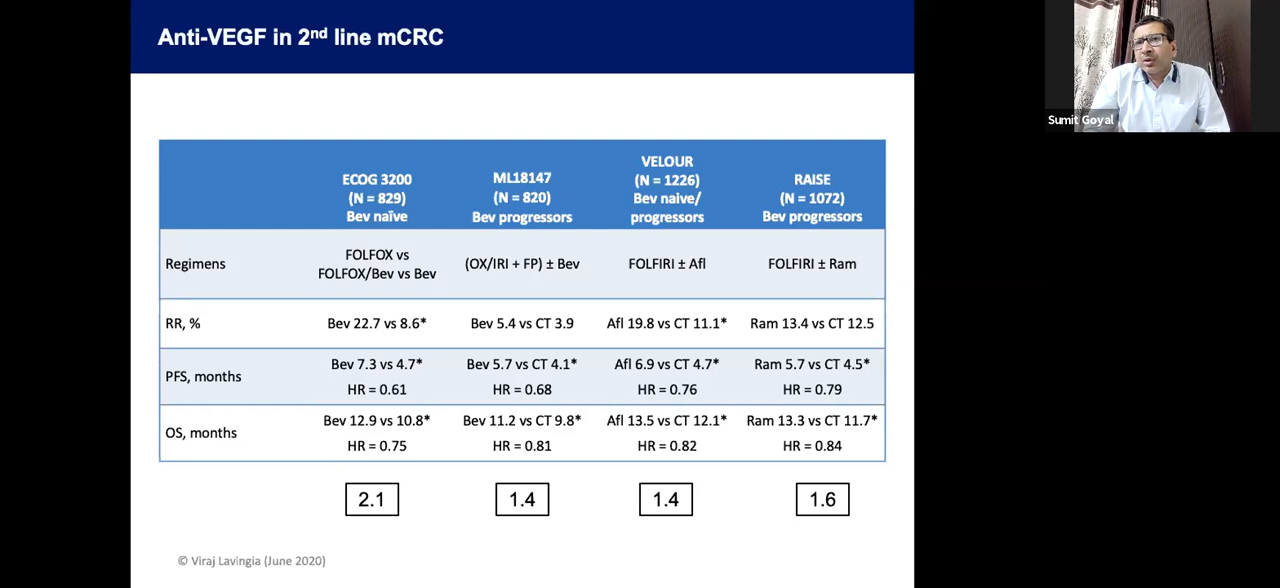 Anti-VEGF in 2nd line mCRC
Sumit Goyal
ECOG 3200
(N = 829)
Bev naïve
ML18147
(N = 820)
Bev progressors
VELOUR
(N = 1226)
Bev naive/
progressors
RAISE
(N = 1072)
Bev progressors
Regimens
FOLFOX vs
FOLFOX/Bev vs Bev
(OX/IRI + FP) ± Bev
FOLFIRI ± Afl
FOLFIRI ± Ram
RR, %
Bev 22.7 vs 8.6*
Bev 5.4 vs CT 3.9
Afl 19.8 vs CT 11.1*
Ram 13.4 vs CT 12.5
PFS, months
Bev 7.3 vs 4.7*
HR = 0.61
Bev 5.7 vs CT 4.1*
HR = 0.68
Afl 6.9 vs CT 4.7*
HR = 0.76
Ram 5.7 vs CT 4.5*
HR = 0.79
OS, months
Bev 12.9 vs 10.8*
HR = 0.75
Bev 11.2 vs CT 9.8*
HR = 0.81
Afl 13.5 vs CT 12.1*
HR = 0.82
Ram 13.3 vs CT 11.7*
HR = 0.84
2.1
1.4
1.4
1.6
© Viraj Lavingia (June 2020)